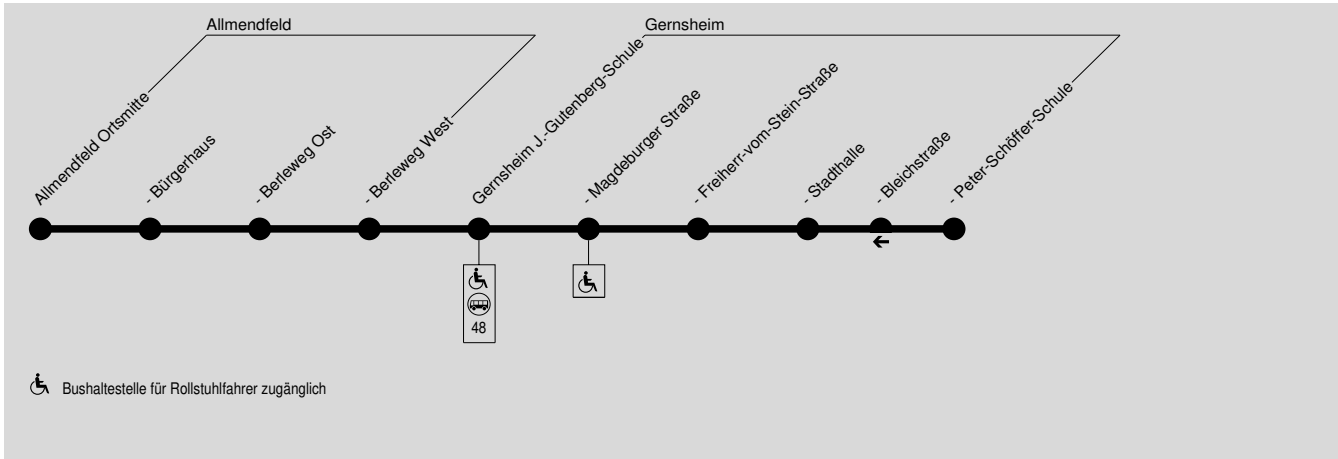 Allmendfeld
Gernsheim
Allmendfeld Ortsmitte
- Bürgerhaus
- Berleweg Ost
- Berleweg West
Gernsheim J.-Gutenberg-Schule
- Magdeburger Straße
- Freiherr-vom-Stein-Straße
- Stadthalle
- Bleichstraße
- Peter-Schöffer-Schule
48
Bushaltestelle für Rollstuhlfahrer zugänglich